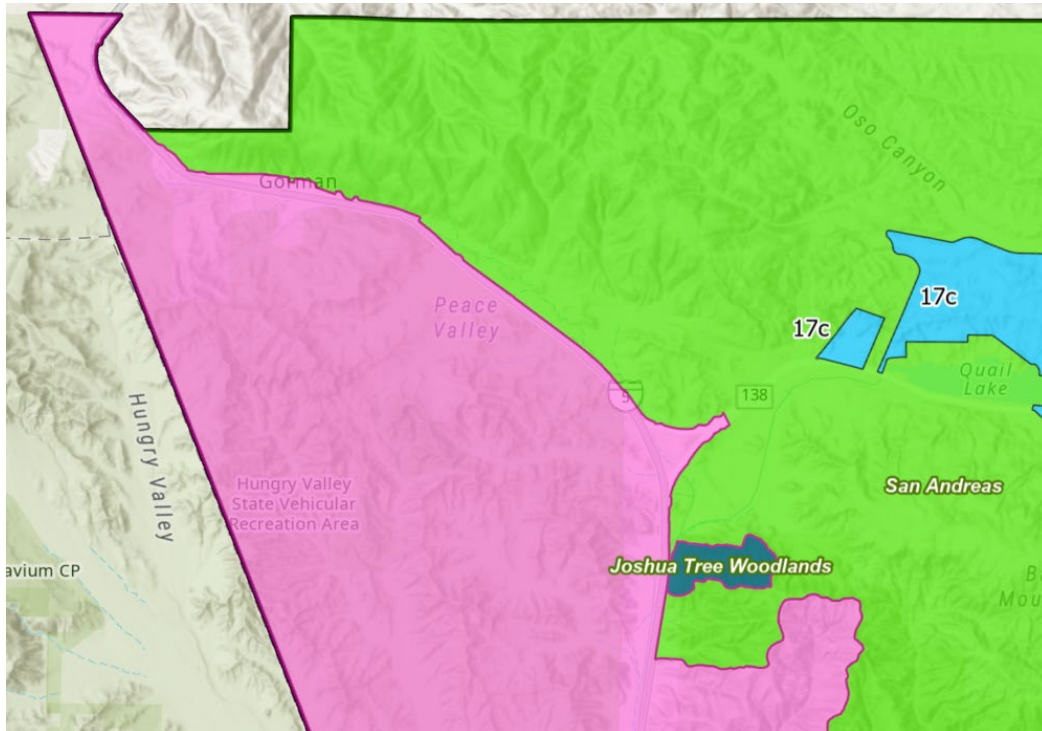 Oso Canyon
Gorman
17c
Peace
Valley
17c
Quail
Lake
5
138
Hungry Valley
Hungry Valley
State Vehicular
Recreation Area
San Andreas
avium CP
Joshua Tree Woodlands